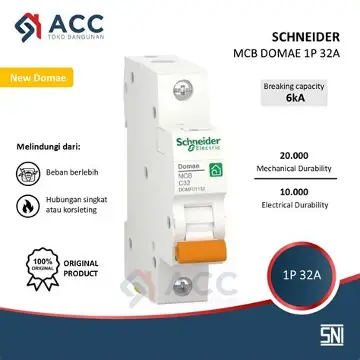 ACC
TOKO BANGUNAN
SCHNEIDER
MCB DOMAE 1P 32A
New Domae
Breaking capacity
6kA
Melindungi dari:
Beban berlebih
Hubungan singkat
atau korsleting
20.000
Mechanical Durability
10.000
Electrical Durability
Schneider
Electric
Domae
MCB
C32
DOMF01132
ACC
100%
ORIGINAL
ORIGINAL
PRODUCT
1P 32A
SNI